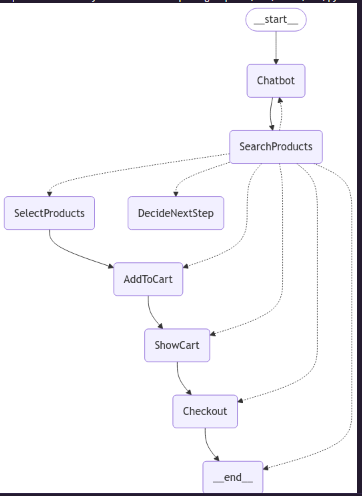 __start__
Chatbot
SearchProducts
SelectProducts
DecideNextStep
AddToCart
ShowCart
Checkout
__end__